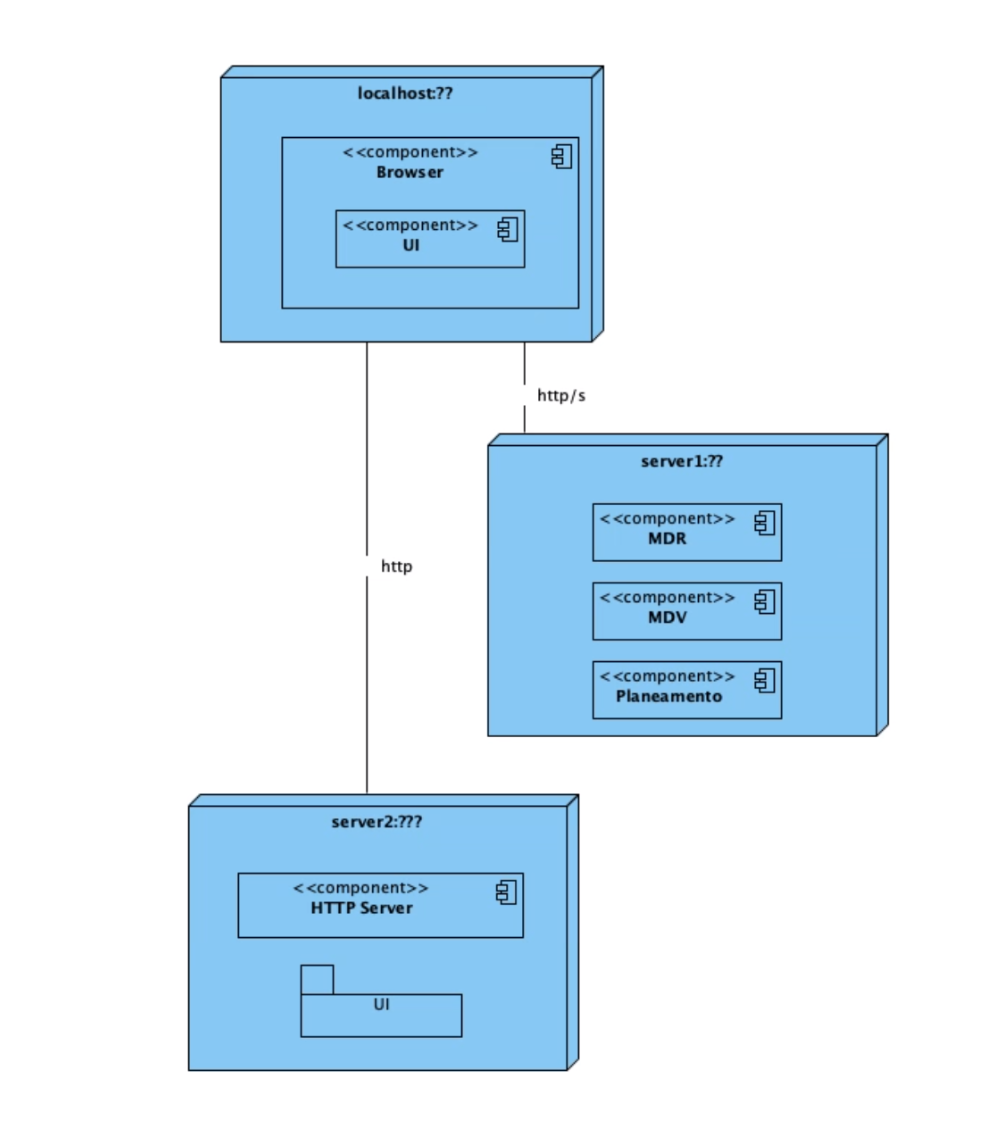 localhost:??
<<component>>
Browser
<<component>>
UI
http/s
server1:??
<<component>>
MDR
<<component>>
MDV
http
<<component>>
Planeamento
server2:???
<<component>>
HTTP Server
UI